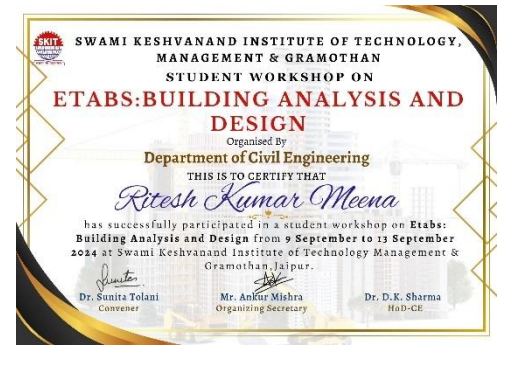 SKIT
SWAMI KESHVANAND INSTITUTE OF TECHNOLOGY,
MANAGEMENT & GRAMOTHAN
STUDENT WORKSHOP ON
ETABS:BUILDING ANALYSIS AND
DESIGN
Organised By
Department of Civil Engineering
THIS IS TO CERTIFY THAT
Ritesh Kumar Meena
has successfully participated in a student workshop on Etabs:
Building Analysis and Design from 9 September to 13 September
2024 at Swami Keshvanand Institute of Technology Management &
Gramothan,Jaipur.
Sunita
Dr. Sunita Tolani Mr. Ankur Mishra Dr. D.K. Sharma
Convener Organizing Secretary HoD-CE